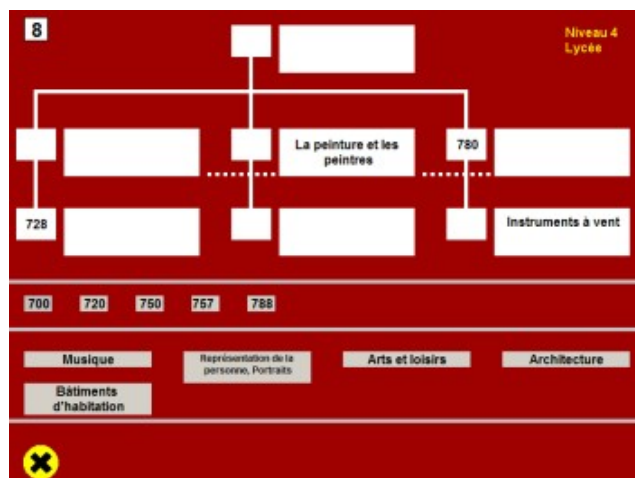 8
Niveau 4
Lycée
La peinture et les
peintres
780
728
Instruments à vent
700 720 750 757 788
Musique
Représentation de la
personne, Portraits
Arts et loisirs
Architecture
Bâtiments
d'habitation